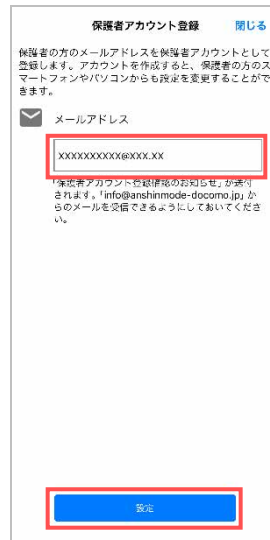 保護者アカウント登録 閉じる
保護者の方のメールアドレスを保護者アカウントとして
登録します。アカウントを作成すると、保護者の方のス
マートフォンやパソコンからも設定を変更することがで
きます。
メールアドレス
XXXXXXXXXX@XXX.XX
「保護者アカウント登録確認のお知らせ」が送付
されます。「info@anshinmode-docomo.jp」か
らのメールを受信できるようにしておいてくださ
い。
設定